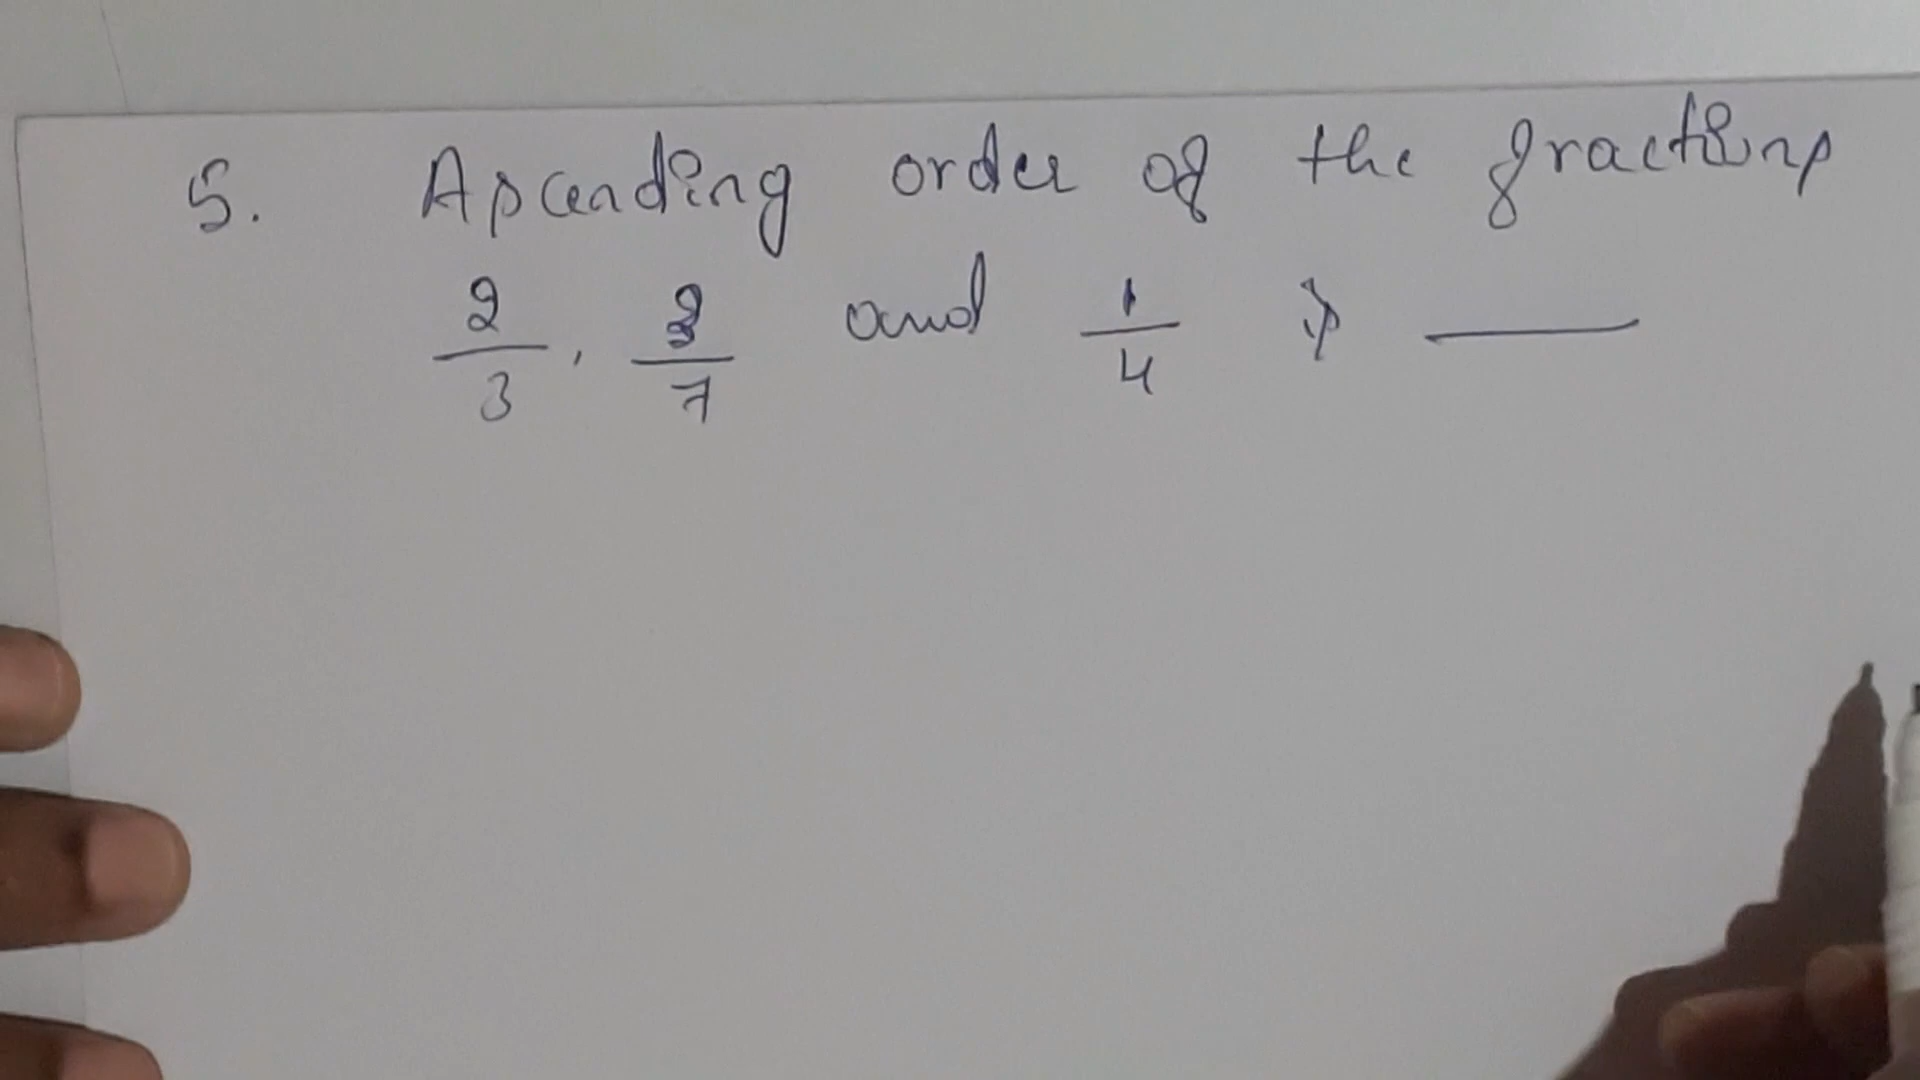 5. Ascending order of the fractions
2/3, 3/7 and 1/4 is ____